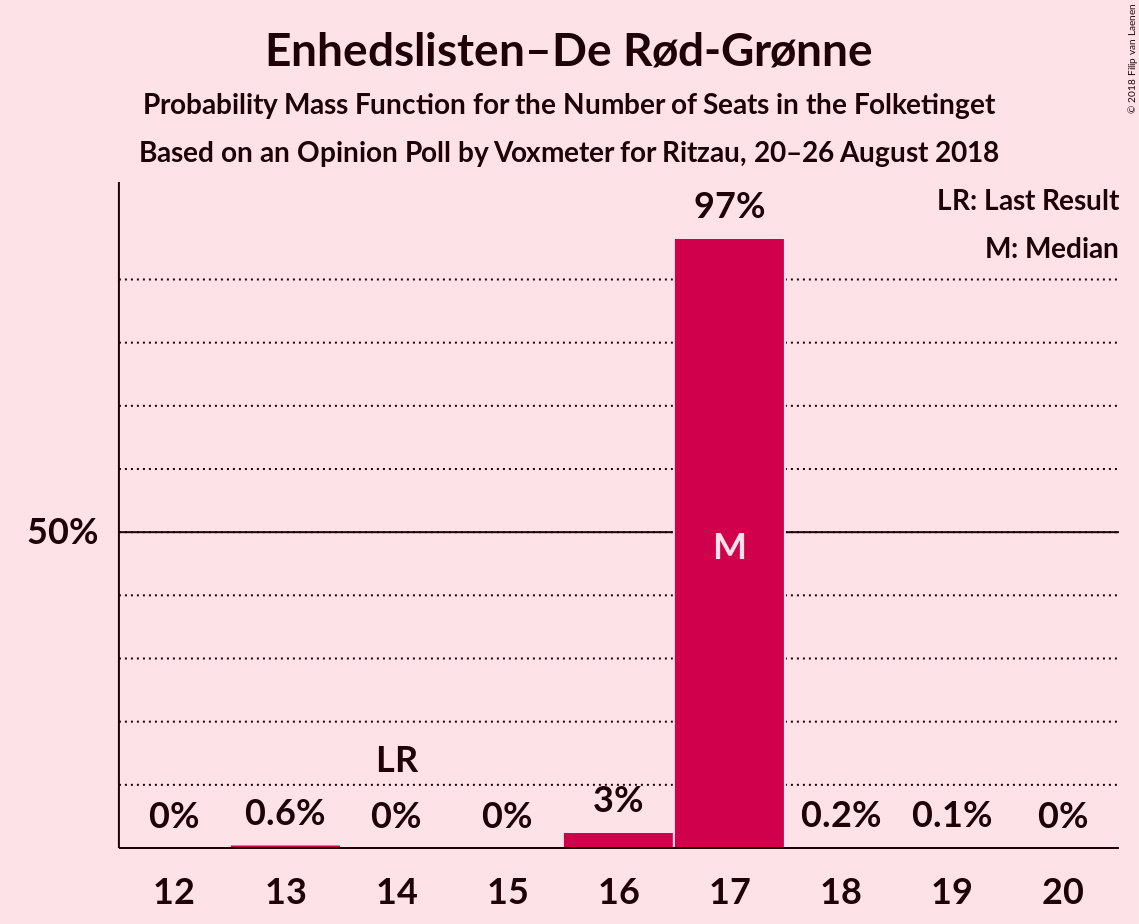 Enhedslisten–De Rød-Grønne
Probability Mass Function for the Number of Seats in the Folketinget
Based on an Opinion Poll by Voxmeter for Ritzau, 20–26 August 2018
© 2018 Filip van Laenen
LR: Last Result
M: Median
97%
50%
M
LR
0% 0.6% 0% 0% 3% 0.2% 0.1% 0%
12 13 14 15 16 17 18 19 20